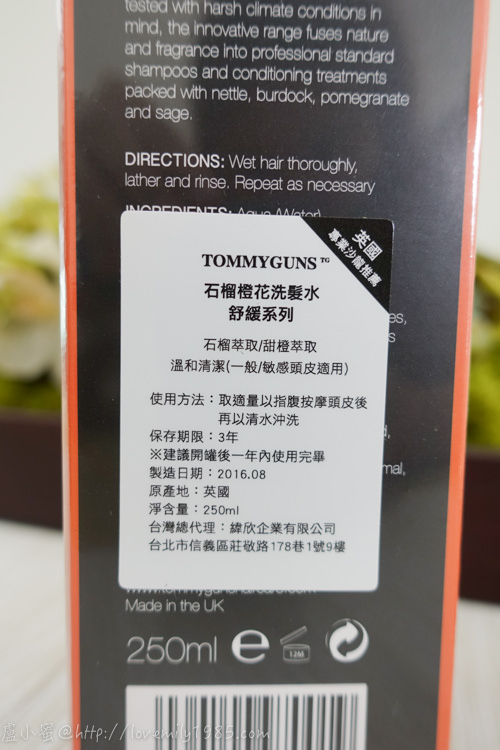 tested with harsh climate conditions in
mind, the innovative range fuses nature
and fragrance into professional standard
shampoos and conditioning treatments
packed with nettle, burdock, pomegranate
and sage.
DIRECTIONS: Wet hair thoroughly,
lather and rinse. Repeat as necessary
INGREDIENTS: Aqua (Water)
英國
專業沙龍推薦
TOMMYGUNS TG
石榴橙花洗髮水
舒緩系列
石榴萃取/甜橙萃取
溫和清潔(一般/敏感頭皮適用)
使用方法：取適量以指腹按摩頭皮後
再以清水沖洗
保存期限：3年
※建議開罐後一年內使用完畢
製造日期：2016.08
原產地：英國
淨含量：250ml
台灣總代理：緯欣企業有限公司
台北市信義區莊敬路178巷1號9樓
Made in the UK
250ml e 12M
盧小蜜@http://lovemily1985.com